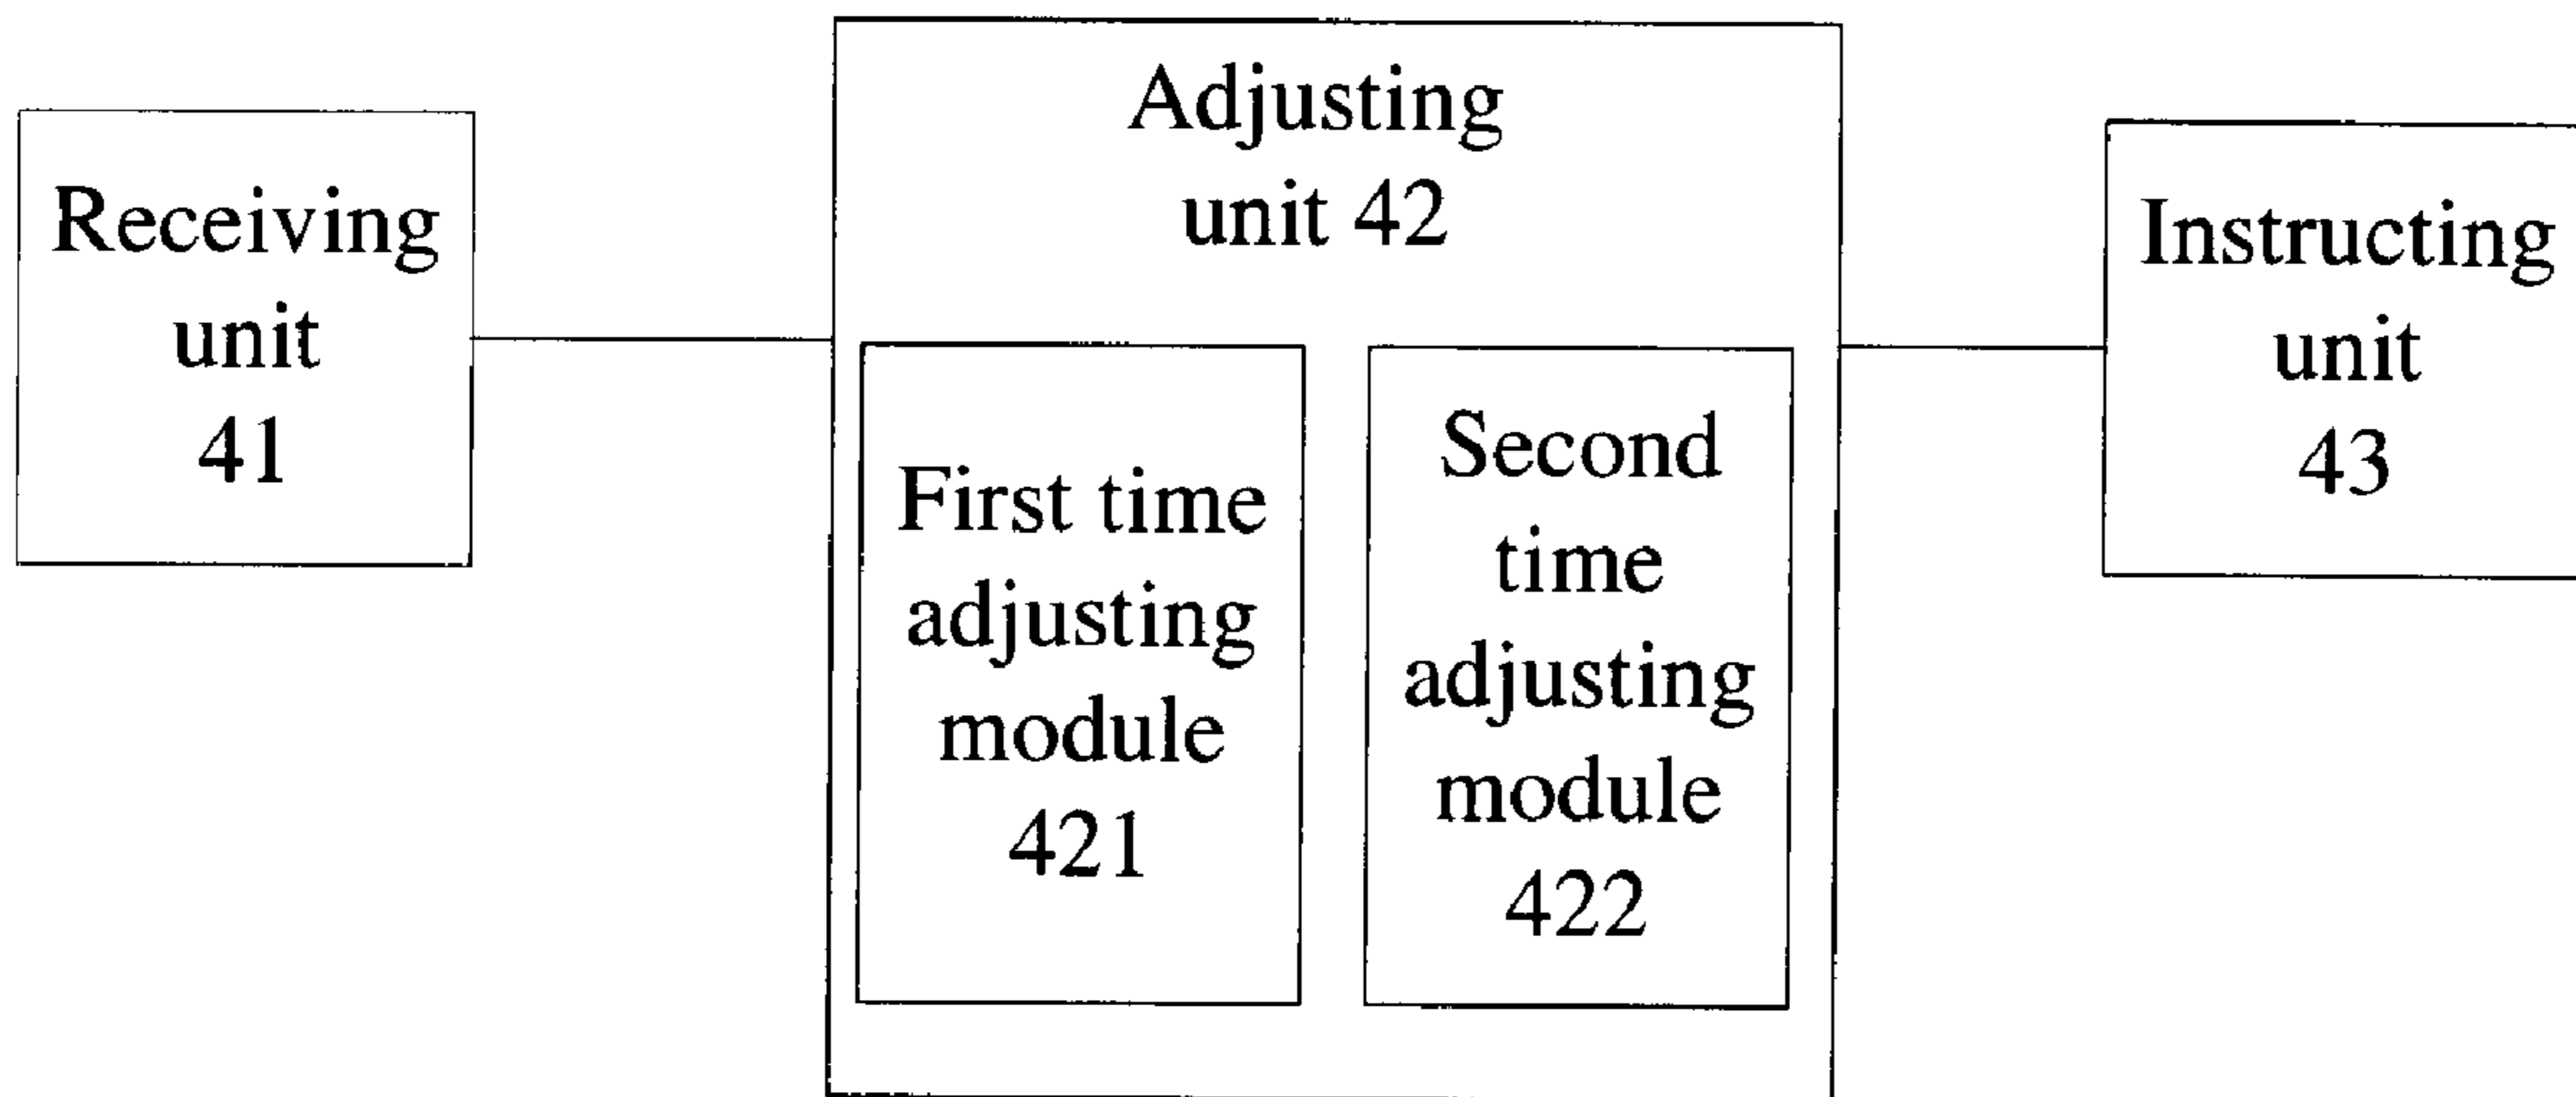 Receiving
unit
41
Adjusting
unit 42
First time
adjusting
module
421
Second
time
adjusting
module
422
Instructing
unit
43